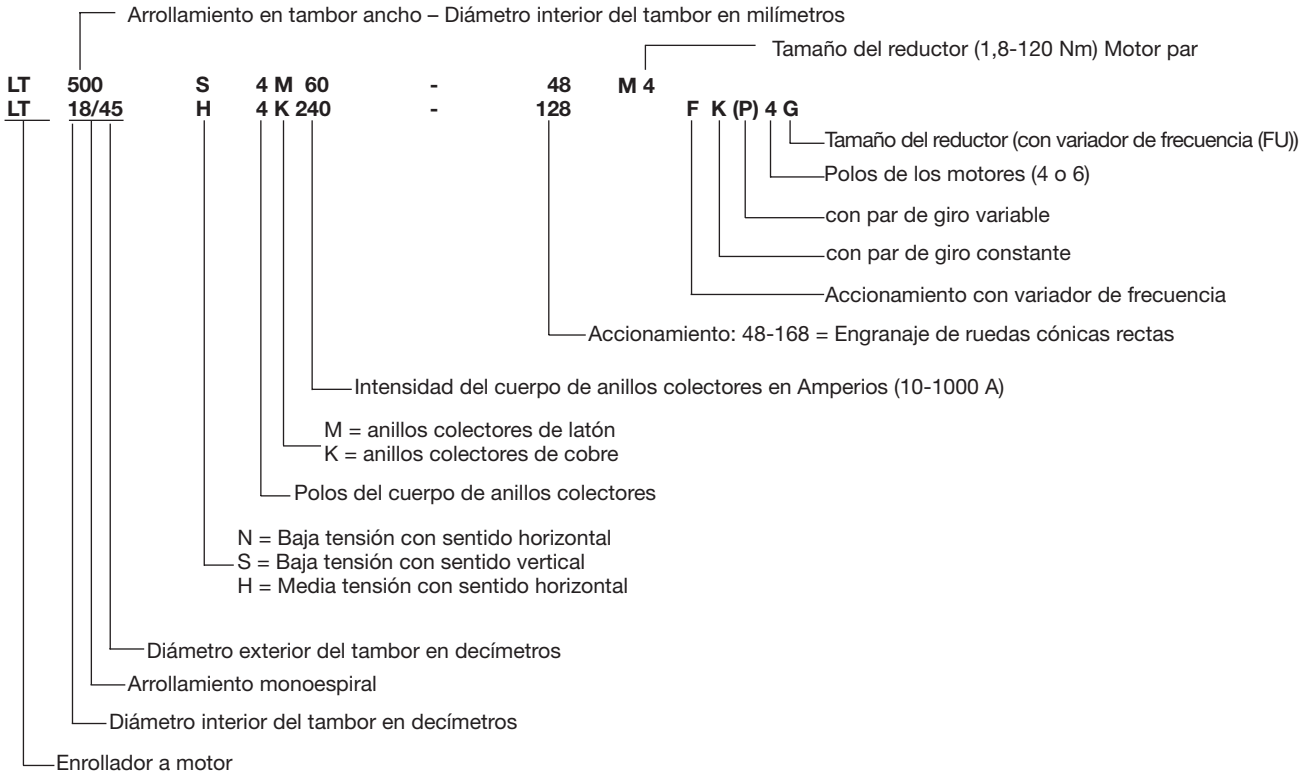 Arrollamiento en tambor ancho – Diámetro interior del tambor en milímetros
Tamaño del reductor (1,8-120 Nm) Motor par
LT 500 S 4 M 60 - 48 M 4
LT 18/45 H 4 K 240 - 128 F K (P) 4 G
Tamaño del reductor (con variador de frecuencia (FU))
Polos de los motores (4 o 6)
con par de giro variable
con par de giro constante
Accionamiento con variador de frecuencia
Accionamiento: 48-168 = Engranaje de ruedas cónicas rectas
Intensidad del cuerpo de anillos colectores en Amperios (10-1000 A)
M = anillos colectores de latón
K = anillos colectores de cobre
Polos del cuerpo de anillos colectores
N = Baja tensión con sentido horizontal
S = Baja tensión con sentido vertical
H = Media tensión con sentido horizontal
Diámetro exterior del tambor en decímetros
Arrollamiento monoespiral
Diámetro interior del tambor en decímetros
Enrollador a motor